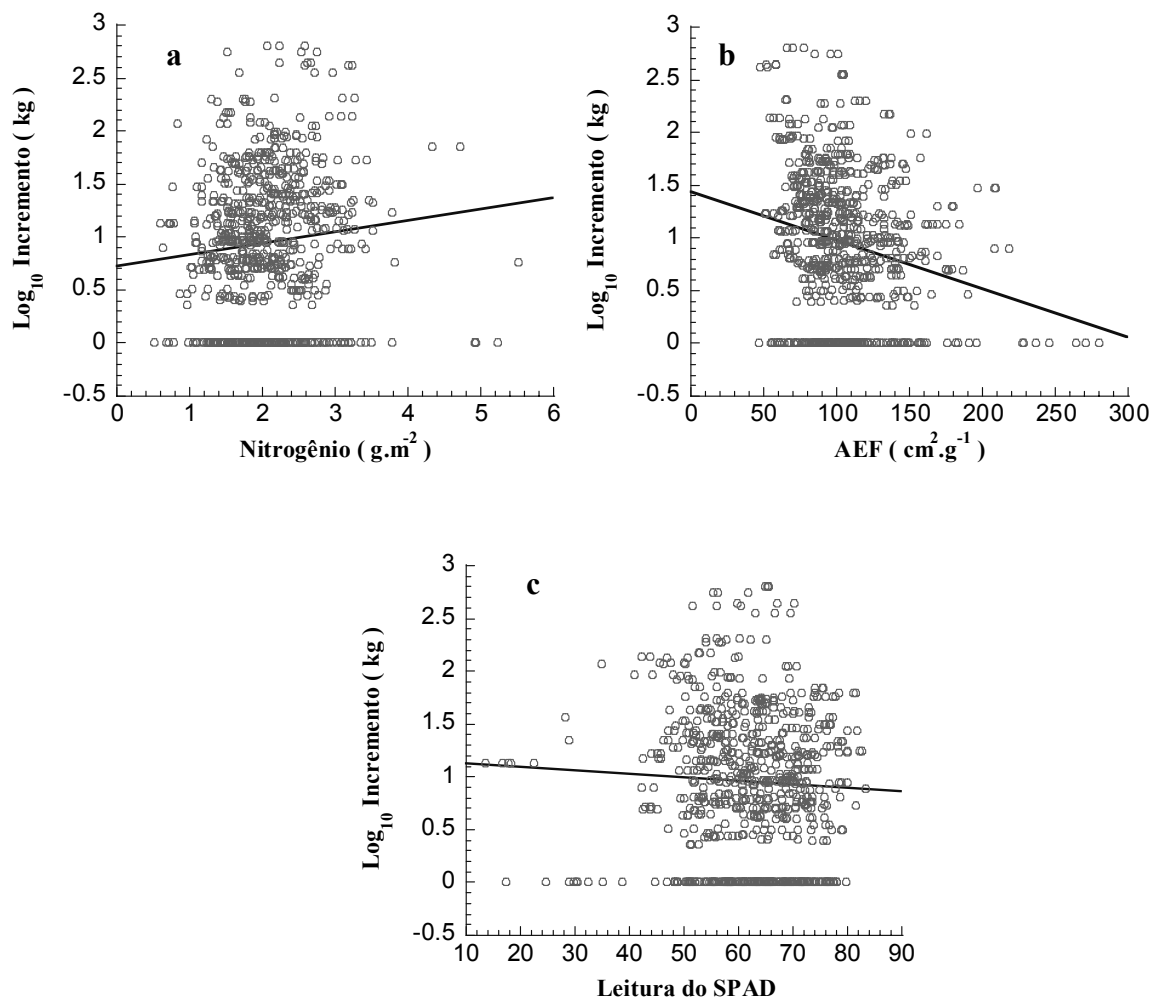 a
3
2.5
2
1.5
1
0.5
0
-0.5
Log10 Incremento ( kg )
0 1 2 3 4 5 6
Nitrogênio ( g.m-2 )
b
3
2.5
2
1.5
1
0.5
0
-0.5
Log10 Incremento ( kg )
0 50 100 150 200 250 300
AEF ( cm2.g-1 )
c
3
2.5
2
1.5
1
0.5
0
-0.5
Log10 Incremento ( kg )
10 20 30 40 50 60 70 80 90
Leitura do SPAD